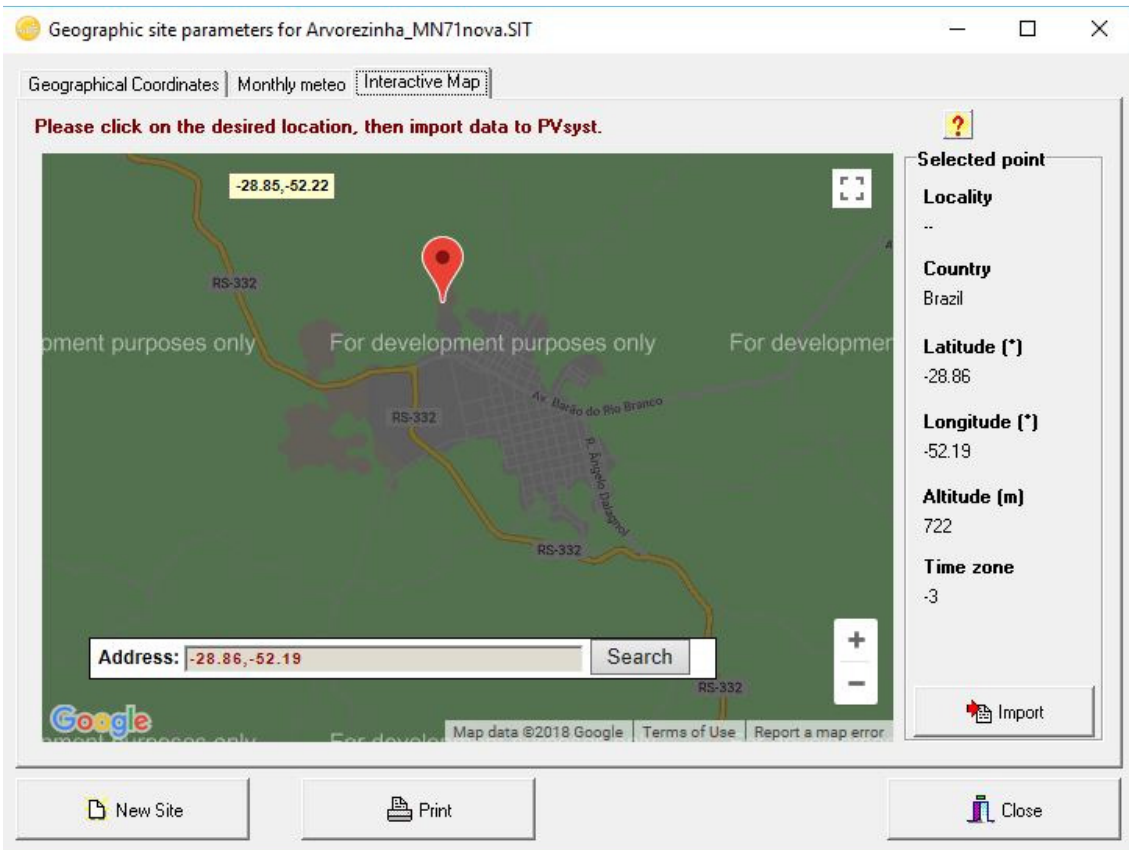 Geographic site parameters for Arvorezinha_MN71nova.SIT
Geographical Coordinates Monthly meteo Interactive Map
Please click on the desired location, then import data to PVsyst.
?
-28.85,-52.22
RS-332
pment purposes only For development purposes only For developmen
Av. Barão do Rio Branco
RS-332
R. Ângelo Dalagnol
RS-332
Address: -28.86,-52.19 Search
+
RS-332
−
Google
Map data ©2018 Google Terms of Use Report a map error
Selected point
Locality
--
Country
Brazil
Latitude (°)
-28.86
Longitude (°)
-52.19
Altitude (m)
722
Time zone
-3
Import
New Site Print Close